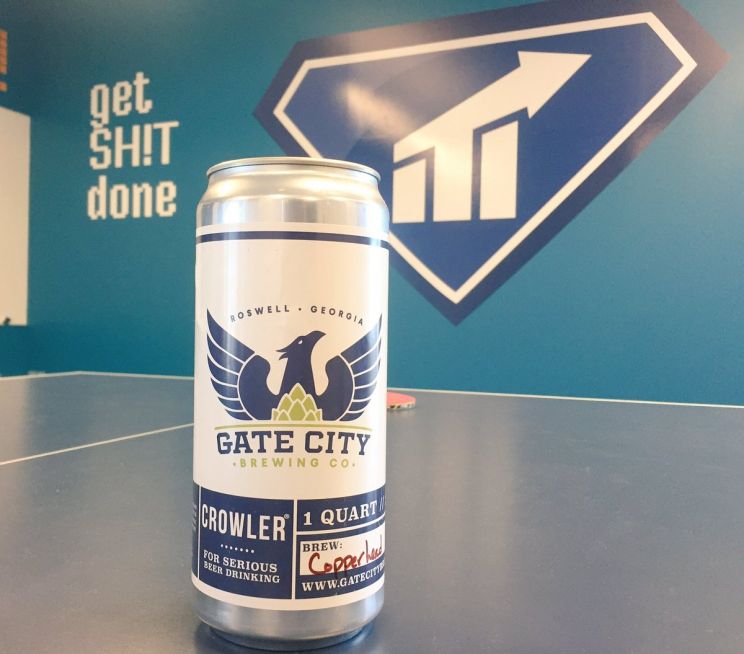 get
SH!T
done
ROSWELL • GEORGIA
GATE CITY
• BREWING CO •
CROWLER®
FOR SERIOUS
BEER DRINKING
1 QUART //
BREW:
Copperhead
WWW.GATECITYB